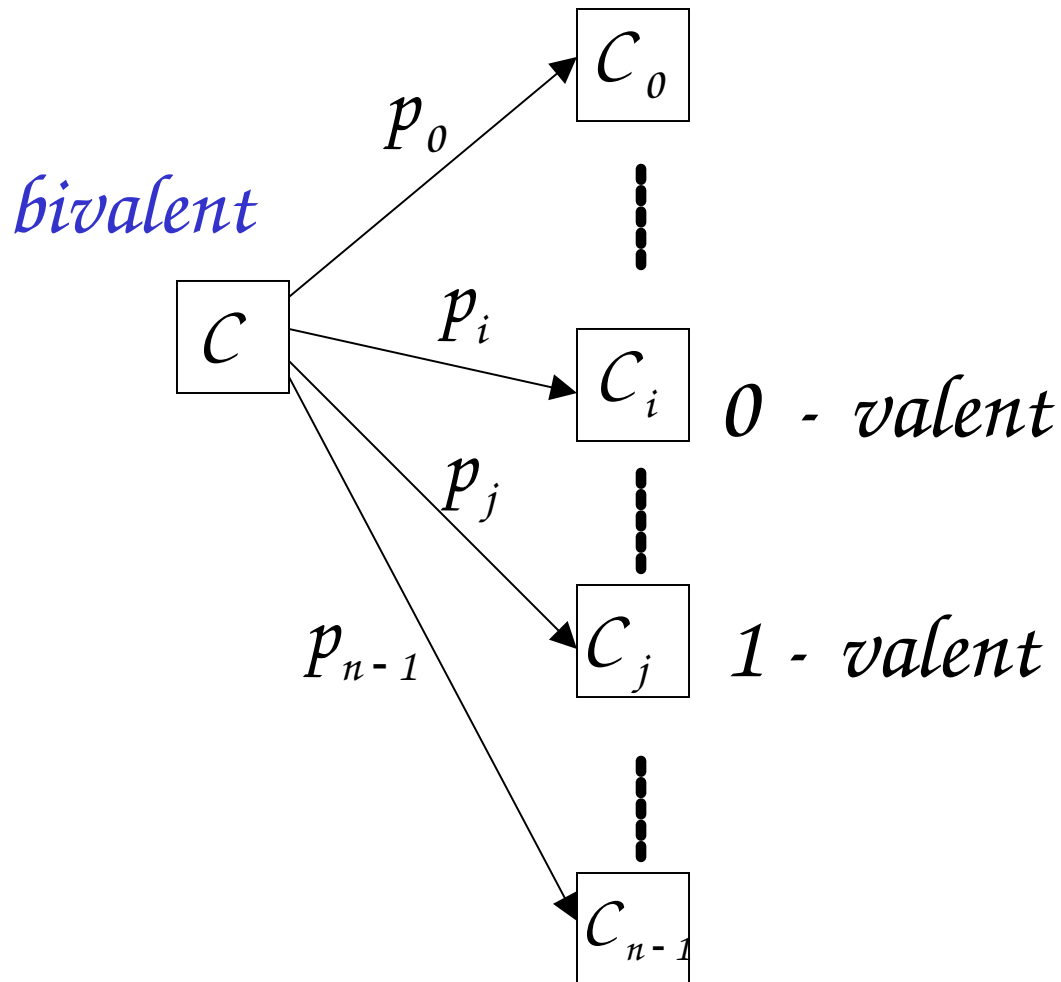 C₀
p₀
bivalent
pᵢ
C
Cᵢ
0 - valent
pⱼ
Cⱼ
1 - valent
pₙ₋₁
Cₙ₋₁